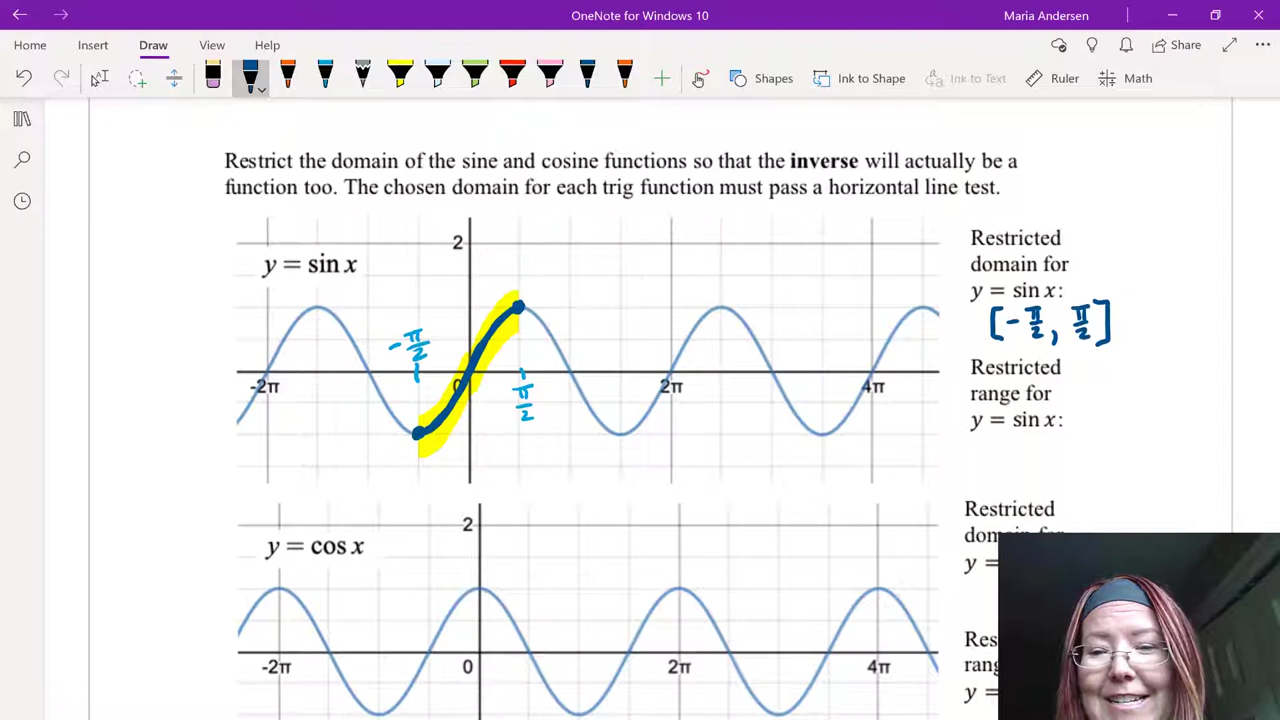 OneNote for Windows 10
Maria Andersen
Home
Insert
Draw
View
Help
Share
Shapes
Ink to Shape
Ink to Text
Ruler
Math
Restrict the domain of the sine and cosine functions so that the inverse will actually be a
function too. The chosen domain for each trig function must pass a horizontal line test.
y = sin x
2
-2π
0
2π
4π
-π/2
π/2
Restricted
domain for
y = sin x:
[-π/2, π/2]
Restricted
range for
y = sin x:
y = cos x
2
-2π
0
2π
4π
Restricted
y =
y =